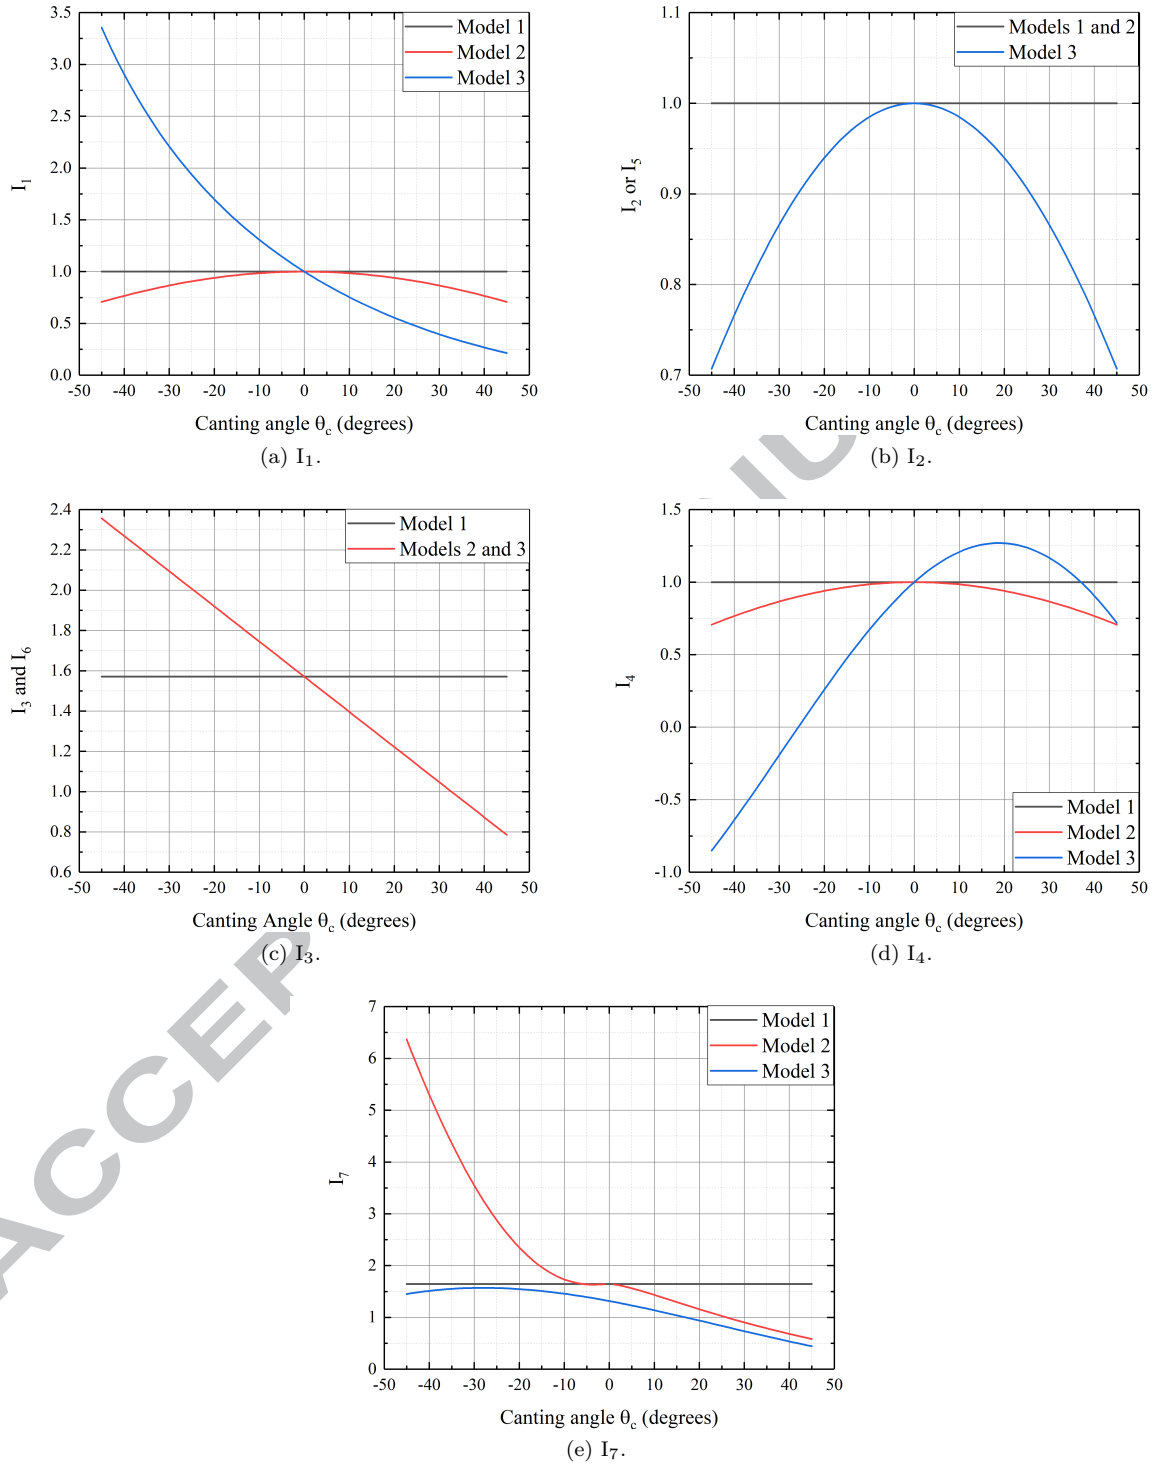 3.5
3.0
2.5
2.0
1.5
1.0
0.5
0.0
I₁
Model 1
Model 2
Model 3
-50 -40 -30 -20 -10 0 10 20 30 40 50
Canting angle θc (degrees)
(a) I₁.
1.1
1.0
0.9
0.8
0.7
I₂ or I₅
Models 1 and 2
Model 3
-50 -40 -30 -20 -10 0 10 20 30 40 50
Canting angle θc (degrees)
(b) I₂.
2.4
2.2
2.0
1.8
1.6
1.4
1.2
1.0
0.8
0.6
I₃ and I₆
Model 1
Models 2 and 3
-50 -40 -30 -20 -10 0 10 20 30 40 50
Canting Angle θc (degrees)
(c) I₃.
1.5
1.0
0.5
0.0
-0.5
-1.0
I₄
Model 1
Model 2
Model 3
-50 -40 -30 -20 -10 0 10 20 30 40 50
Canting angle θc (degrees)
(d) I₄.
7
6
5
4
3
2
1
0
I₇
Model 1
Model 2
Model 3
-50 -40 -30 -20 -10 0 10 20 30 40 50
Canting angle θc (degrees)
(e) I₇.